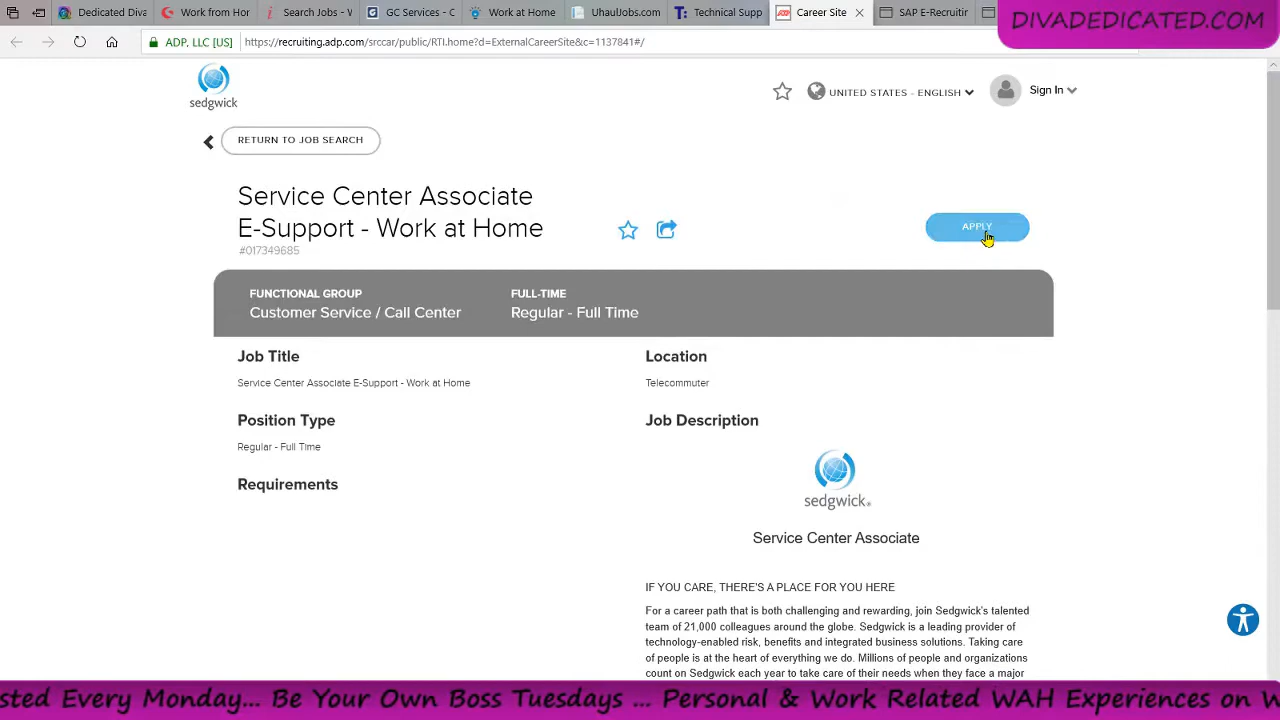 Dedicated Diva
Work from Hor
Search Jobs - V
GC Services - C
Work at Home
UhaulJobs.com
Technical Supp
Career Site
SAP E-Recruitin
DIVADEDICATED.COM
ADP, LLC [US]
https://recruiting.adp.com/srccar/public/RTI.home?d=ExternalCareerSite&c=1137841#/
sedgwick
UNITED STATES - ENGLISH
Sign In
RETURN TO JOB SEARCH
Service Center Associate
E-Support - Work at Home
#017349685
APPLY
FUNCTIONAL GROUP
Customer Service / Call Center
FULL-TIME
Regular - Full Time
Job Title
Service Center Associate E-Support - Work at Home
Location
Telecommuter
Position Type
Regular - Full Time
Job Description
Requirements
sedgwick®
Service Center Associate
IF YOU CARE, THERE'S A PLACE FOR YOU HERE
For a career path that is both challenging and rewarding, join Sedgwick's talented
team of 21,000 colleagues around the globe. Sedgwick is a leading provider of
technology-enabled risk, benefits and integrated business solutions. Taking care
of people is at the heart of everything we do. Millions of people and organizations
count on Sedgwick each year to take care of their needs when they face a major
sted Every Monday... Be Your Own Boss Tuesdays ... Personal & Work Related WAH Experiences on W